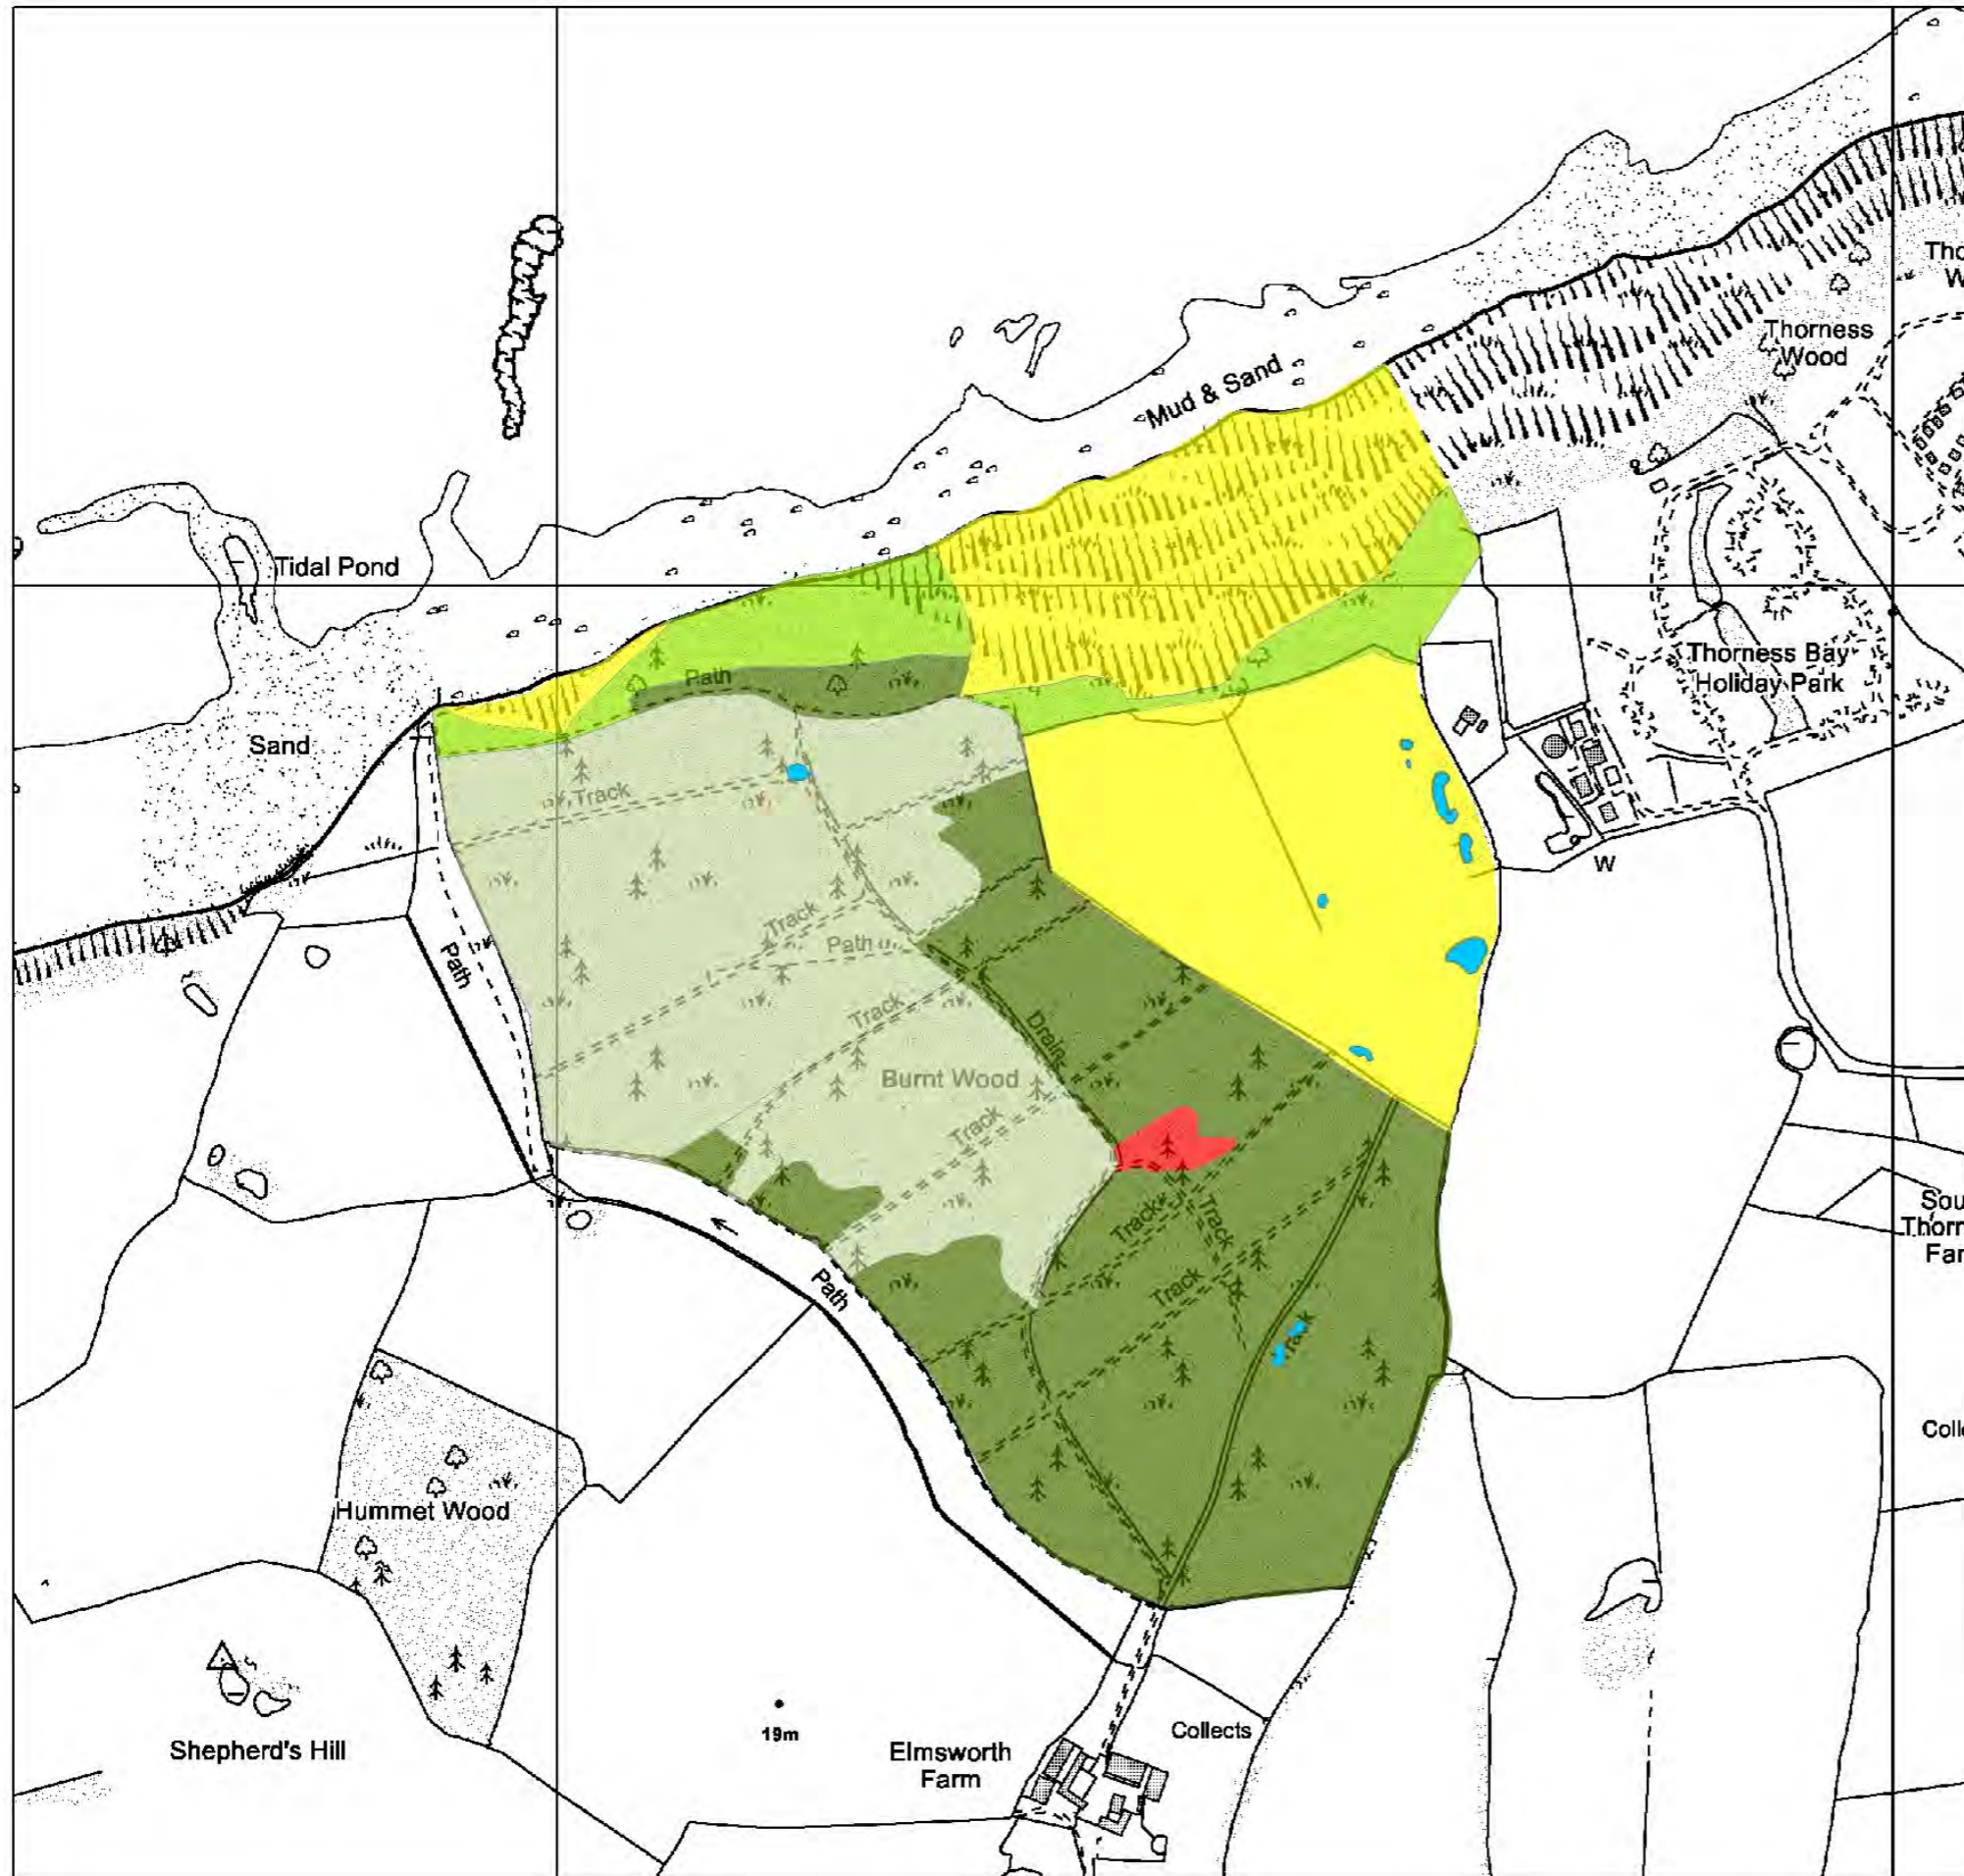 Mud & Sand
Thorness
Wood
Tidal Pond
Path
Thorness Bay
Holiday Park
Sand
Track
W
Path
Track
Path
Track
Drain
Burnt Wood
Track
Track
Track
Track
Path
Hummet Wood
Shepherd's Hill
19m
Elmsworth
Farm
Collects